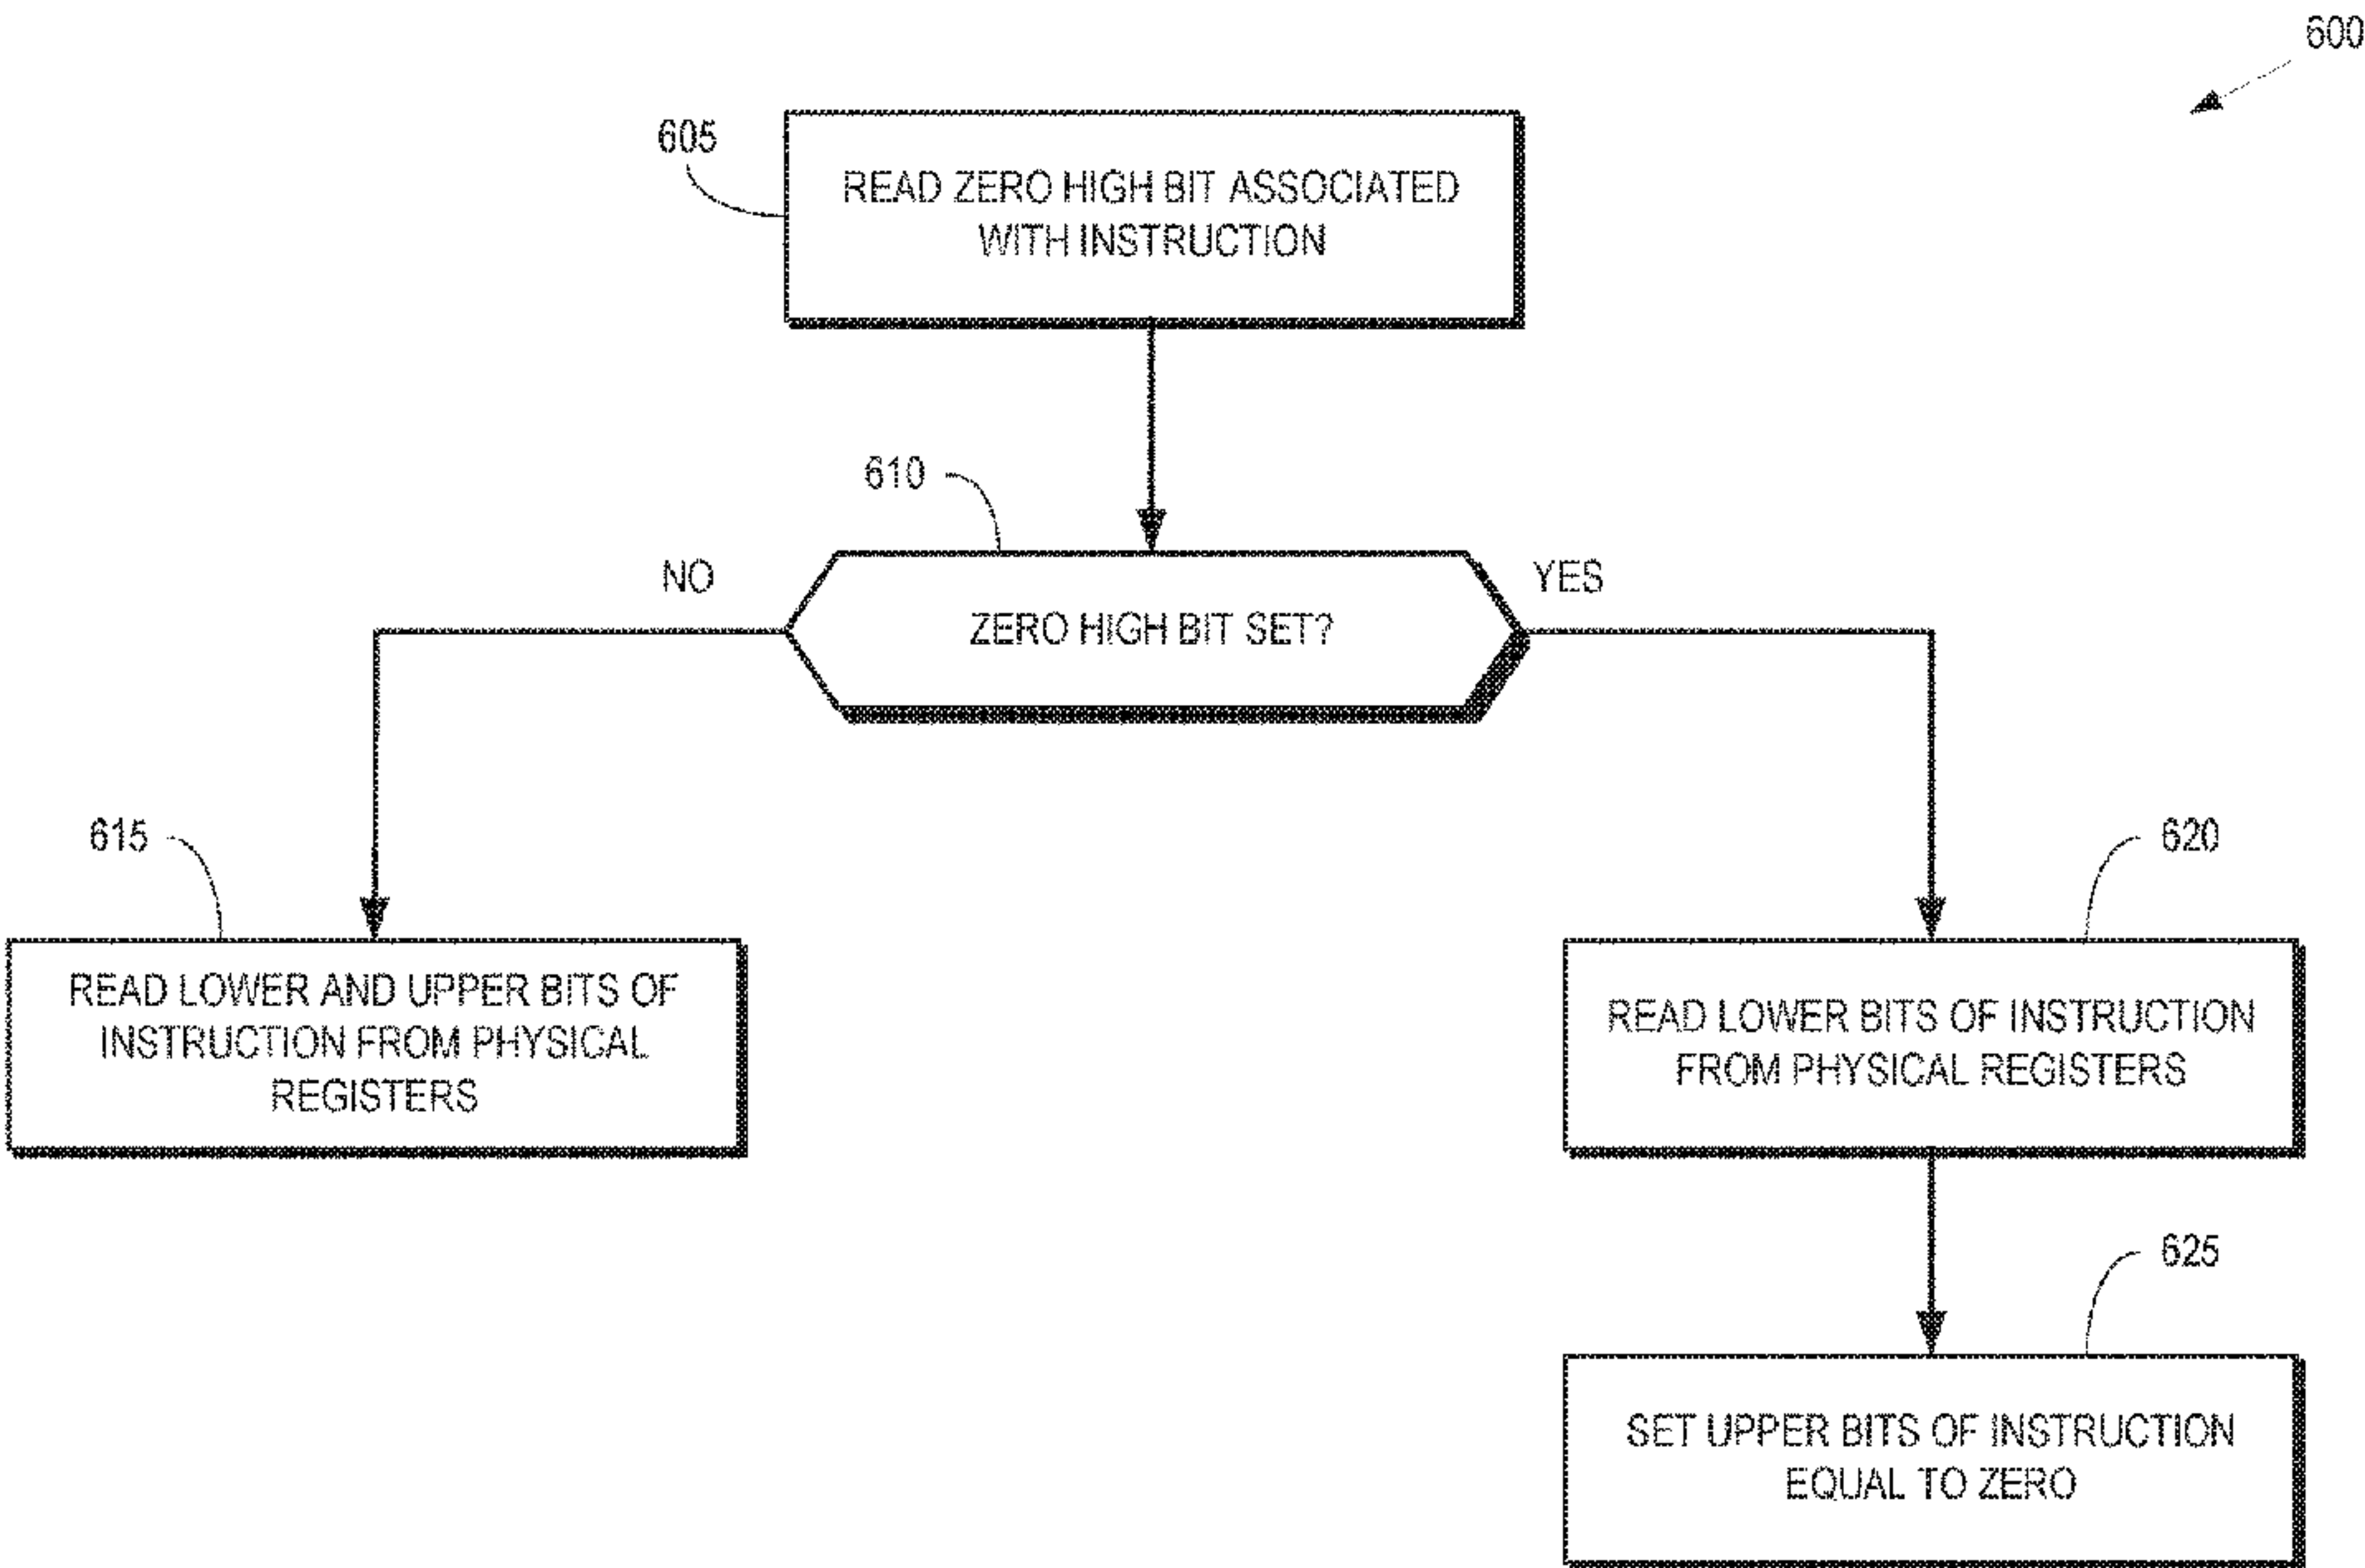 600
605
READ ZERO HIGH BIT ASSOCIATED
WITH INSTRUCTION
610
NO
YES
ZERO HIGH BIT SET?
615
620
READ LOWER AND UPPER BITS OF
INSTRUCTION FROM PHYSICAL
REGISTERS
READ LOWER BITS OF INSTRUCTION
FROM PHYSICAL REGISTERS
625
SET UPPER BITS OF INSTRUCTION
EQUAL TO ZERO